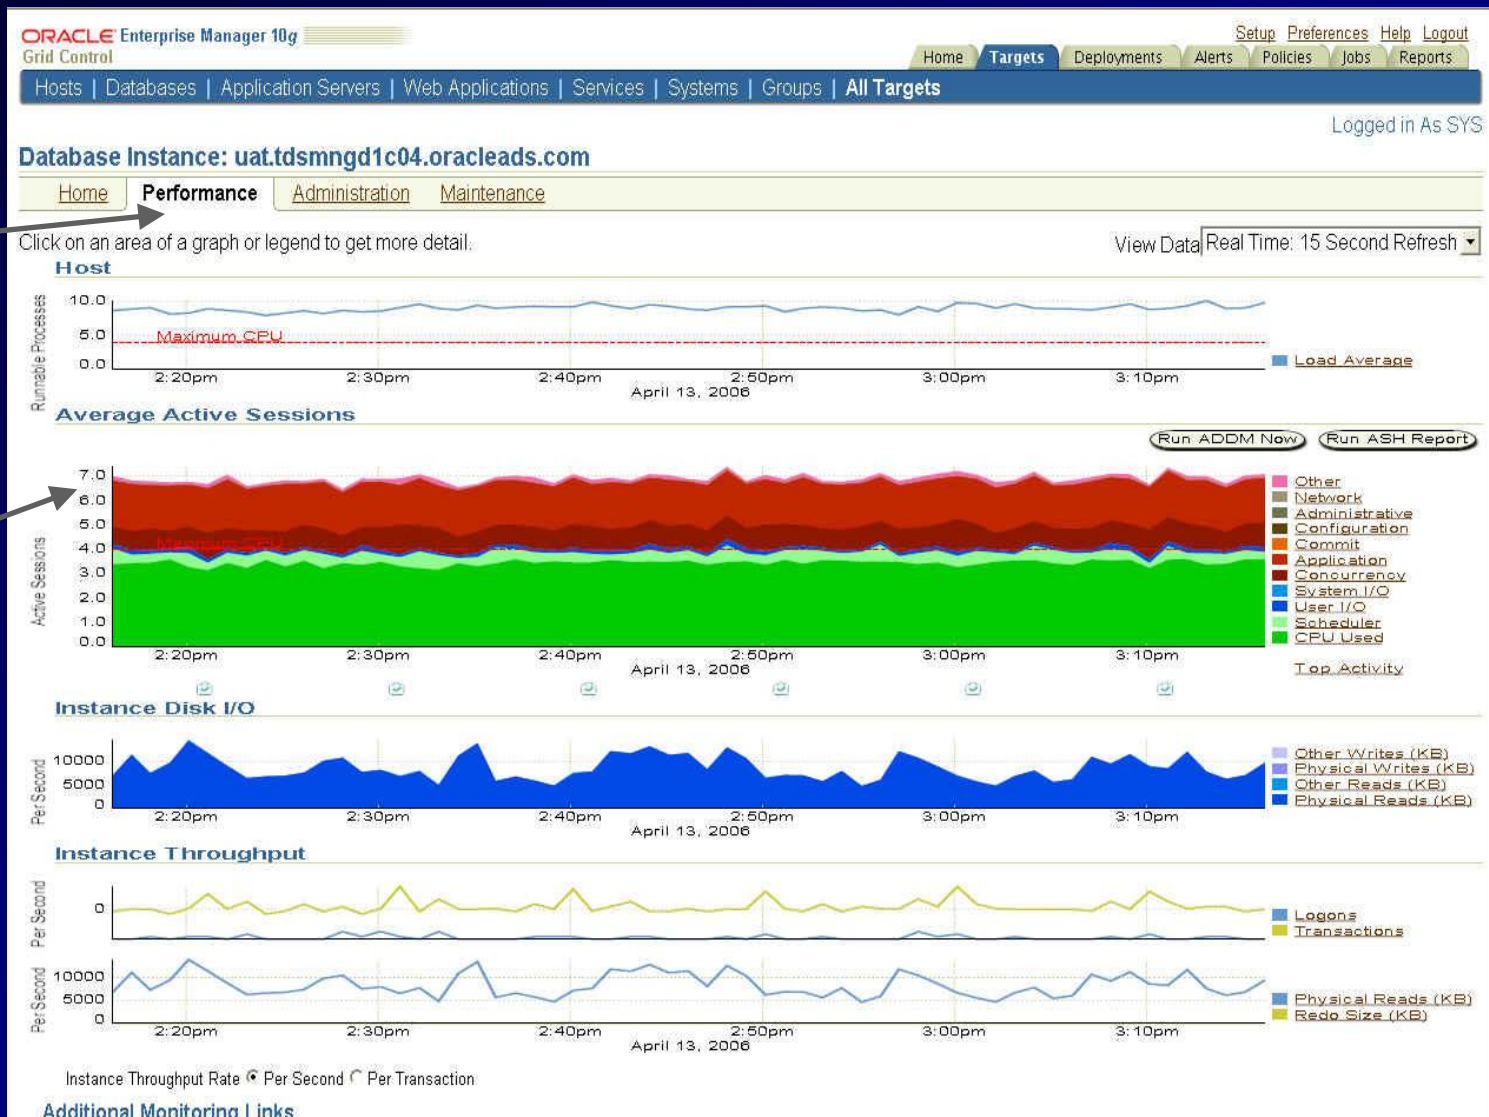 ORACLE Enterprise Manager 10g
Grid Control
Setup Preferences Help Logout
Home Targets Deployments Alerts Policies Jobs Reports
Hosts | Databases | Application Servers | Web Applications | Services | Systems | Groups | All Targets
Logged in As SYS
Database Instance: uat.tdsmngd1c04.oracleads.com
Home Performance Administration Maintenance
Click on an area of a graph or legend to get more detail.
View Data Real Time: 15 Second Refresh
Host
Runnable Processes
10.0
5.0
0.0
Maximum CPU
Load Average
2:20pm 2:30pm 2:40pm 2:50pm 3:00pm 3:10pm
April 13, 2006
Average Active Sessions
Run ADDM Now Run ASH Report
Active Sessions
7.0
6.0
5.0
4.0
3.0
2.0
1.0
0.0
Maximum CPU
Other
Network
Administrative
Configuration
Commit
Application
Concurrency
System I/O
User I/O
Scheduler
CPU Used
Top Activity
2:20pm 2:30pm 2:40pm 2:50pm 3:00pm 3:10pm
April 13, 2006
Instance Disk I/O
Per Second
10000
5000
0
Other Writes (KB)
Physical Writes (KB)
Other Reads (KB)
Physical Reads (KB)
2:20pm 2:30pm 2:40pm 2:50pm 3:00pm 3:10pm
April 13, 2006
Instance Throughput
Per Second
0
Logons
Transactions
Per Second
10000
5000
0
Physical Reads (KB)
Redo Size (KB)
2:20pm 2:30pm 2:40pm 2:50pm 3:00pm 3:10pm
April 13, 2006
Instance Throughput Rate Per Second Per Transaction
Additional Monitoring Links